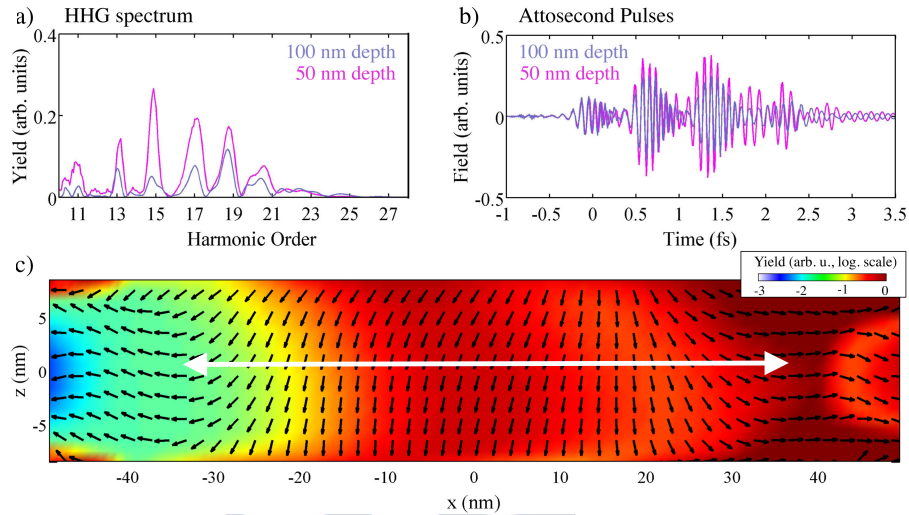 a)
HHG spectrum
0.4
0.2
0
Yield (arb. units)
100 nm depth
50 nm depth
11 13 15 17 19 21 23 25 27
Harmonic Order
b)
Attosecond Pulses
0.5
0
-0.5
Field (arb. units)
100 nm depth
50 nm depth
-1 -0.5 0 0.5 1 1.5 2 2.5 3 3.5
Time (fs)
c)
Yield (arb. u., log. scale)
-3 -2 -1 0
5
0
-5
z (nm)
-40 -30 -20 -10 0 10 20 30 40
x (nm)